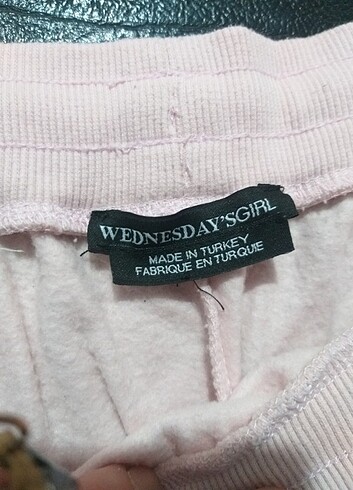 WEDNESDAY'SGIRL
MADE IN TURKEY
FABRIQUE EN TURQUIE